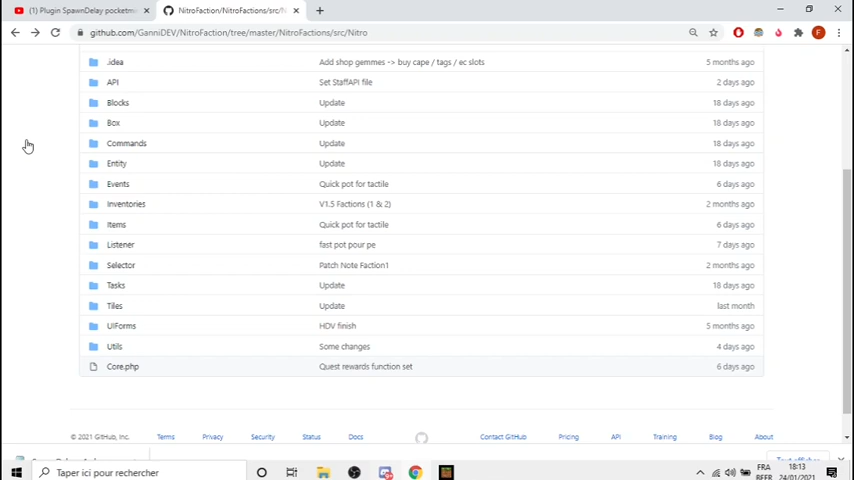 (1) Plugin SpawnDelay pocketmi
NitroFaction/NitroFactions/src/N
github.com/GanniDEV/NitroFaction/tree/master/NitroFactions/src/Nitro
F
.idea Add shop gemmes -> buy cape / tags / ec slots 5 months ago
API Set StaffAPI file 2 days ago
Blocks Update 18 days ago
Box Update 18 days ago
Commands Update 18 days ago
Entity Update 18 days ago
Events Quick pot for tactile 6 days ago
Inventories V1.5 Factions (1 & 2) 2 months ago
Items Quick pot for tactile 6 days ago
Listener fast pot pour pe 7 days ago
Selector Patch Note Faction1 2 months ago
Tasks Update 18 days ago
Tiles Update last month
UIForms HDV finish 5 months ago
Utils Some changes 4 days ago
Core.php Quest rewards function set 6 days ago
© 2021 GitHub, Inc. Terms Privacy Security Status Docs Contact GitHub Pricing API Training Blog About
Taper ici pour rechercher
FRA
BEFR
18:13
24/01/2021